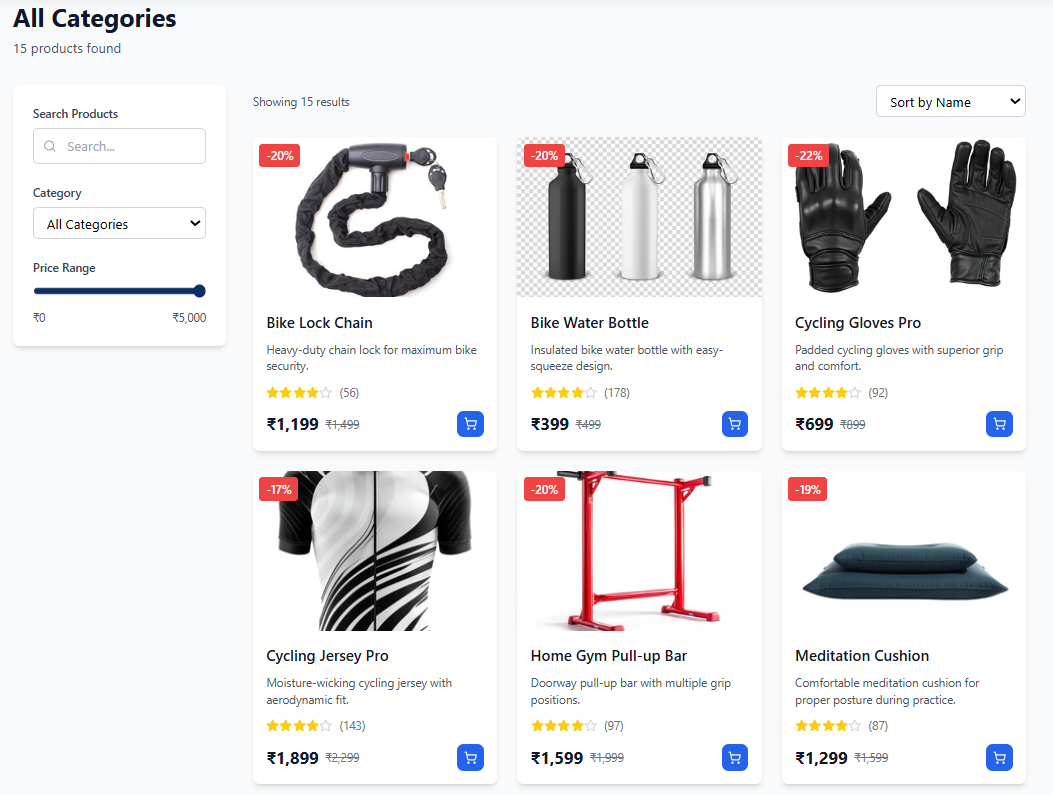 All Categories
15 products found
Search Products
Search...
Category
All Categories
Price Range
₹0 ₹5,000
Showing 15 results
Sort by Name
-20%
Bike Lock Chain
Heavy-duty chain lock for maximum bike
security.
(56)
₹1,199 ₹1,499
-20%
Bike Water Bottle
Insulated bike water bottle with easy-
squeeze design.
(178)
₹399 ₹499
-22%
Cycling Gloves Pro
Padded cycling gloves with superior grip
and comfort.
(92)
₹699 ₹899
-17%
Cycling Jersey Pro
Moisture-wicking cycling jersey with
aerodynamic fit.
(143)
₹1,899 ₹2,299
-20%
Home Gym Pull-up Bar
Doorway pull-up bar with multiple grip
positions.
(97)
₹1,599 ₹1,999
-19%
Meditation Cushion
Comfortable meditation cushion for
proper posture during practice.
(87)
₹1,299 ₹1,599